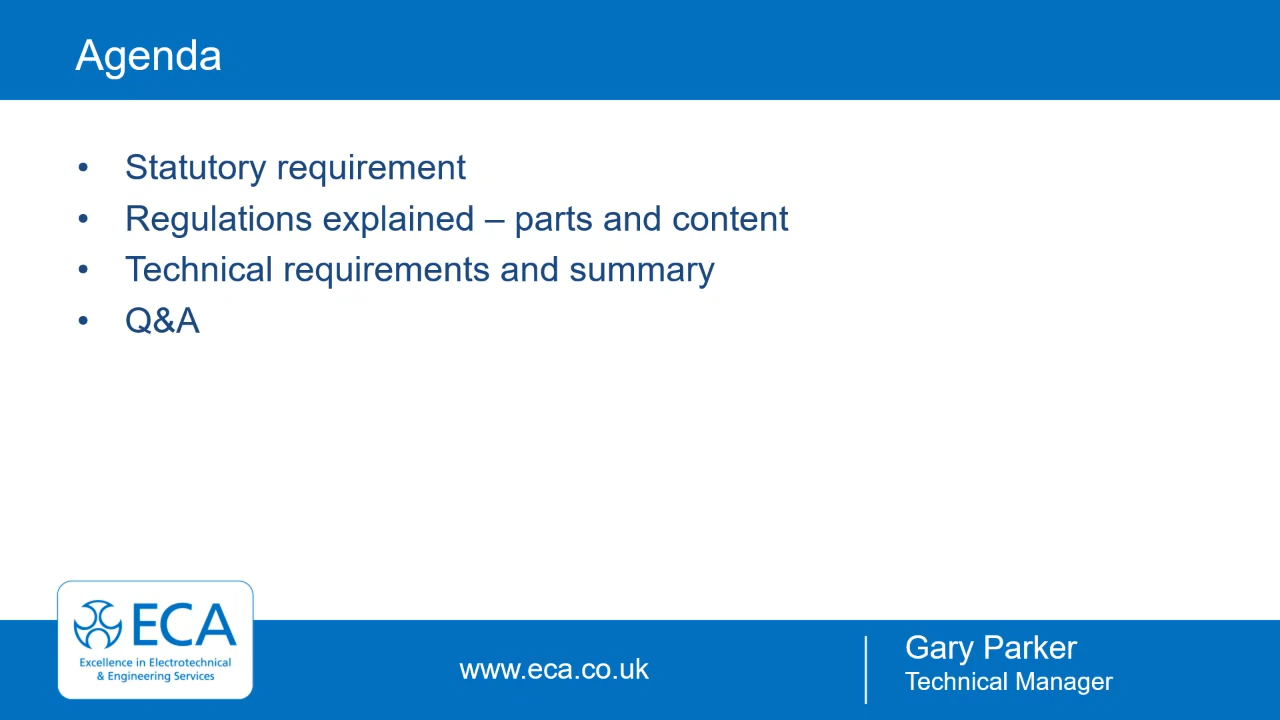 Agenda
• Statutory requirement
• Regulations explained – parts and content
• Technical requirements and summary
• Q&A
ECA
Excellence in Electrotechnical
& Engineering Services
www.eca.co.uk
Gary Parker
Technical Manager